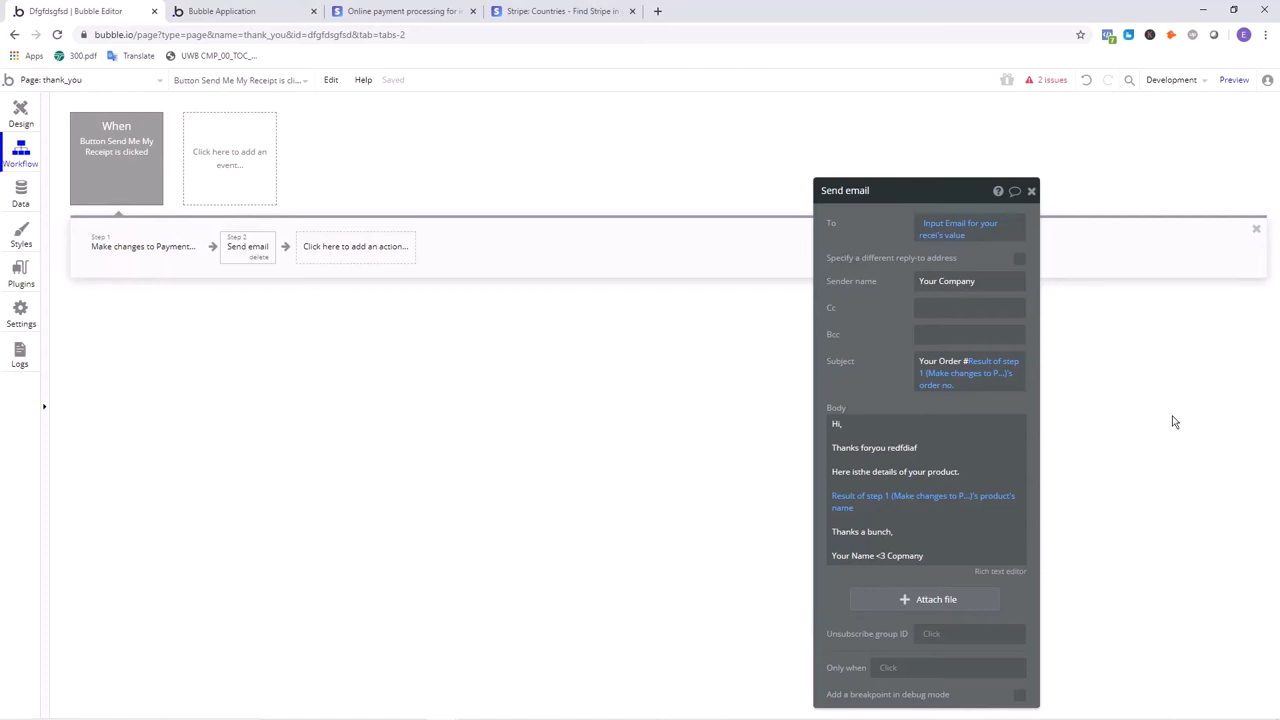 Dfgfdsgfsd | Bubble Editor
Bubble Application
Online payment processing for in
Stripe: Countries - Find Stripe in
bubble.io/page?type=page&name=thank_you&id=dfgfdsgfsd&tab=tabs-2
E
7
Apps
300.pdf
Translate
UWB CMP_00_TOC_...
Page: thank_you
Button Send Me My Receipt is cli...
Edit
Help
Saved
2 issues
Development
Preview
Design
Workflow
Data
Styles
Plugins
Settings
Logs
When
Button Send Me My
Receipt is clicked
Click here to add an
event...
Step 1
Make changes to Payment...
Step 2
Send email
delete
Click here to add an action...
Send email
To
Input Email for your
recei's value
Specify a different reply-to address
Sender name
Your Company
Cc
Bcc
Subject
Your Order #Result of step
1 (Make changes to P...)'s
order no.
Body
Hi,
Thanks foryou redfdiaf
Here isthe details of your product.
Result of step 1 (Make changes to P...)'s product's
name
Thanks a bunch,
Your Name <3 Copmany
Rich text editor
Attach file
Unsubscribe group ID
Click
Only when
Click
Add a breakpoint in debug mode